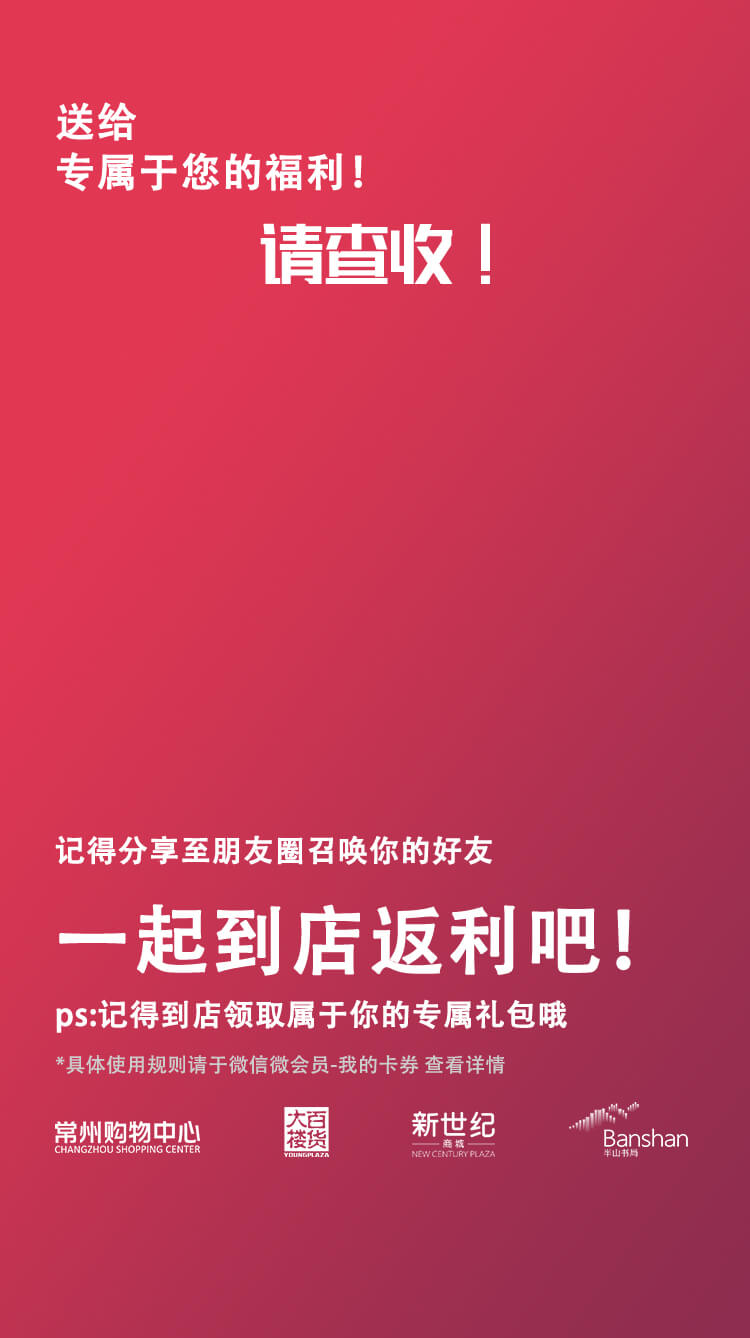 送给
专属于您的福利!
请查收!
记得分享至朋友圈召唤你的好友
一起到店返利吧!
ps:记得到店领取属于你的专属礼包哦
*具体使用规则请于微信微会员-我的卡券 查看详情
常州购物中心
CHANGZHOU SHOPPING CENTER
百货大楼
YOUNGPLAZA
新世纪
商城
NEW CENTURY PLAZA
Banshan
半山书局